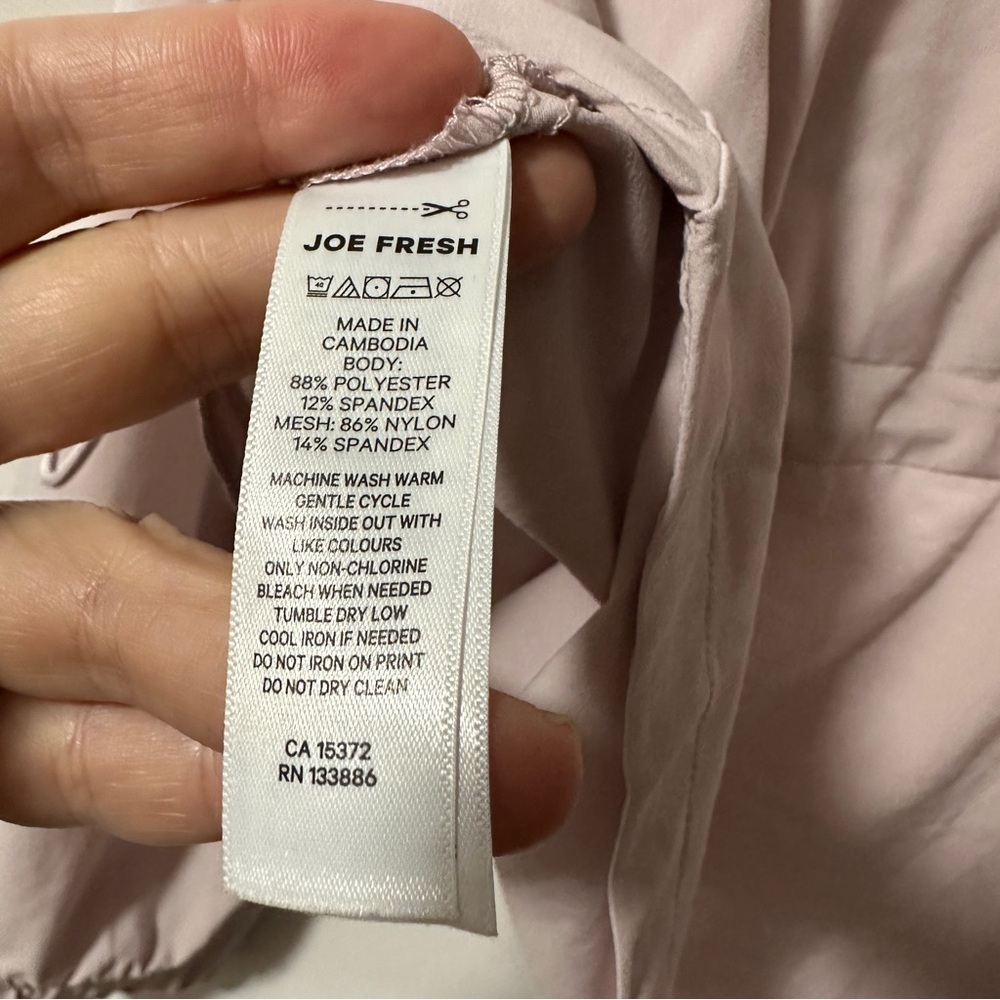 JOE FRESH
40
MADE IN
CAMBODIA
BODY:
88% POLYESTER
12% SPANDEX
MESH: 86% NYLON
14% SPANDEX
MACHINE WASH WARM
GENTLE CYCLE
WASH INSIDE OUT WITH
LIKE COLOURS
ONLY NON-CHLORINE
BLEACH WHEN NEEDED
TUMBLE DRY LOW
COOL IRON IF NEEDED
DO NOT IRON ON PRINT
DO NOT DRY CLEAN
CA 15372
RN 133886